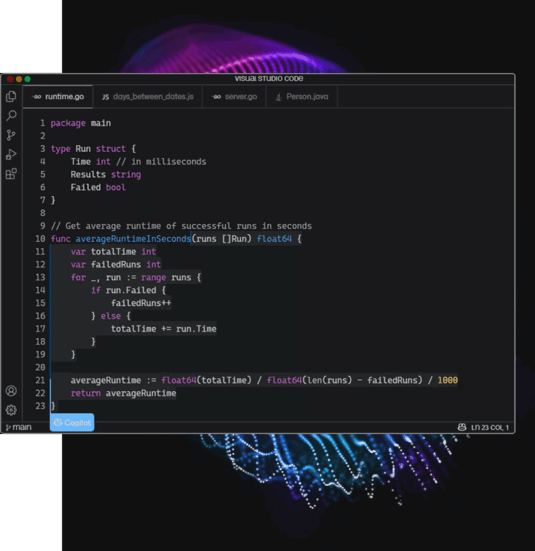 Visual Studio Code
runtime.go JS days_between_dates.js server.go Person.java
1 package main
2
3 type Run struct {
4 Time int // in milliseconds
5 Results string
6 Failed bool
7 }
8
9 // Get average runtime of successful runs in seconds
10 func averageRuntimeInSeconds(runs []Run) float64 {
11 var totalTime int
12 var failedRuns int
13 for _, run := range runs {
14 if run.Failed {
15 failedRuns++
16 } else {
17 totalTime += run.Time
18 }
19 }
20
21 averageRuntime := float64(totalTime) / float64(len(runs) - failedRuns) / 1000
22 return averageRuntime
23 }
Copilot
main Ln 23 Col 1